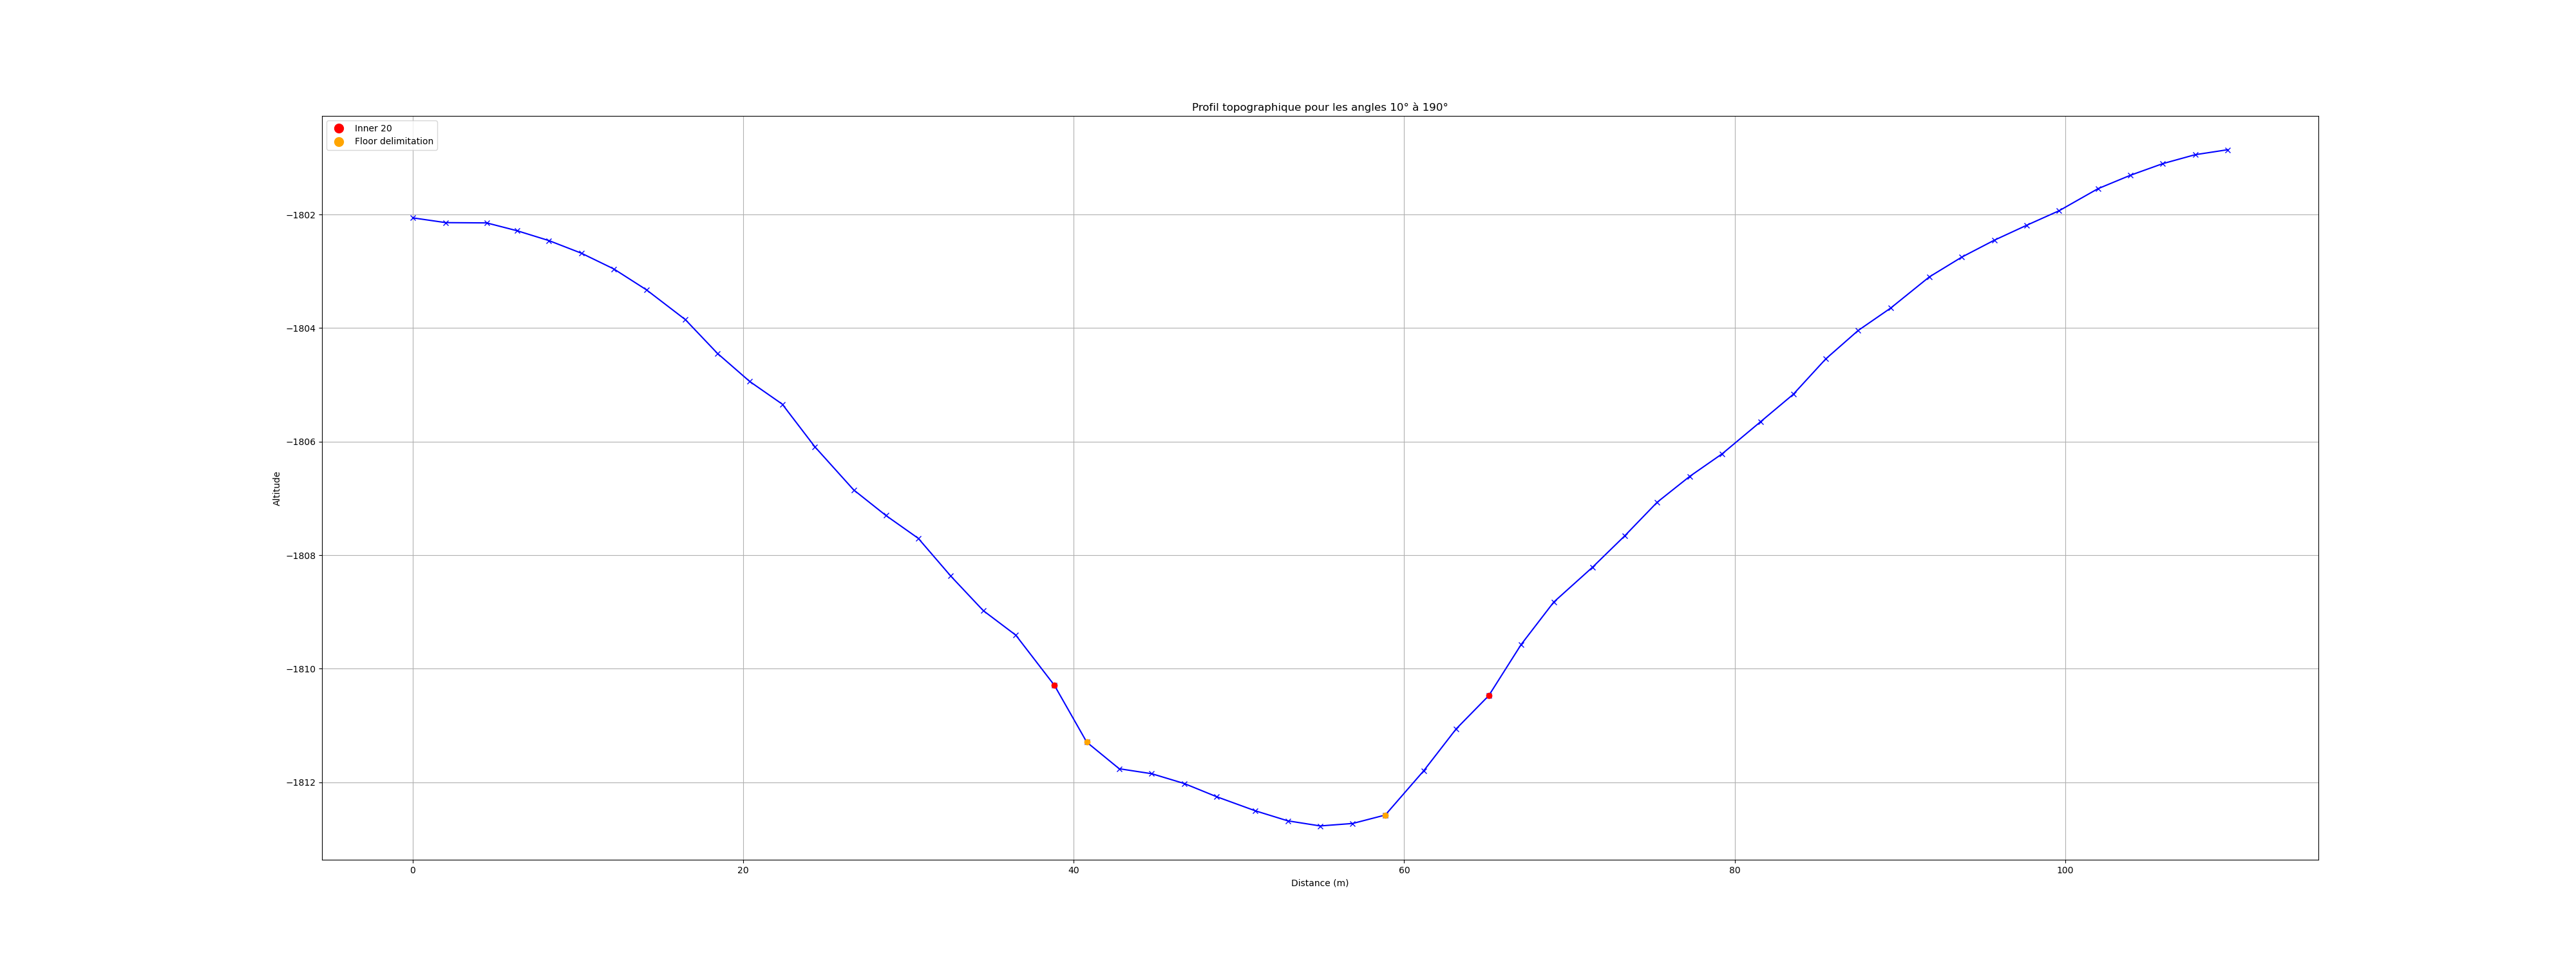 Profil topographique pour les angles 10° à 190°
Inner 20
Floor delimitation
−1802
−1804
−1806
−1808
−1810
−1812
Altitude
0 20 40 60 80 100
Distance (m)